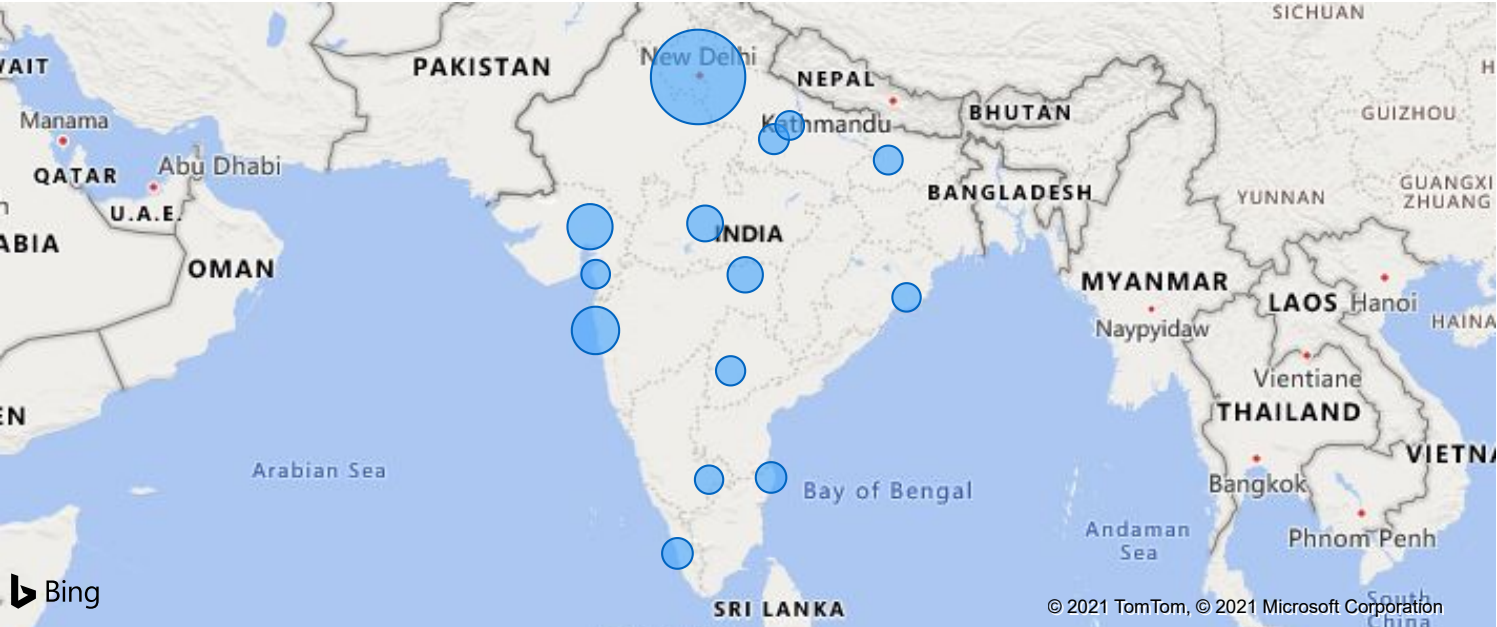 SICHUAN
New Delhi
PAKISTAN
WAIT
NEPAL
H
BHUTAN
GUIZHOU
Manama
Kathmandu
Abu Dhabi
QATAR
BANGLADESH
GUANGXI
ZHUANG
YUNNAN
n
U.A.E.
INDIA
ABIA
OMAN
MYANMAR
LAOS
Hanoi
HAINA
Naypyidaw
Vientiane
THAILAND
EN
VIETNA
Arabian Sea
Bangkok
Bay of Bengal
Andaman
Sea
Phnom Penh
Bing
SRI LANKA
South
China
© 2021 TomTom, © 2021 Microsoft Corporation